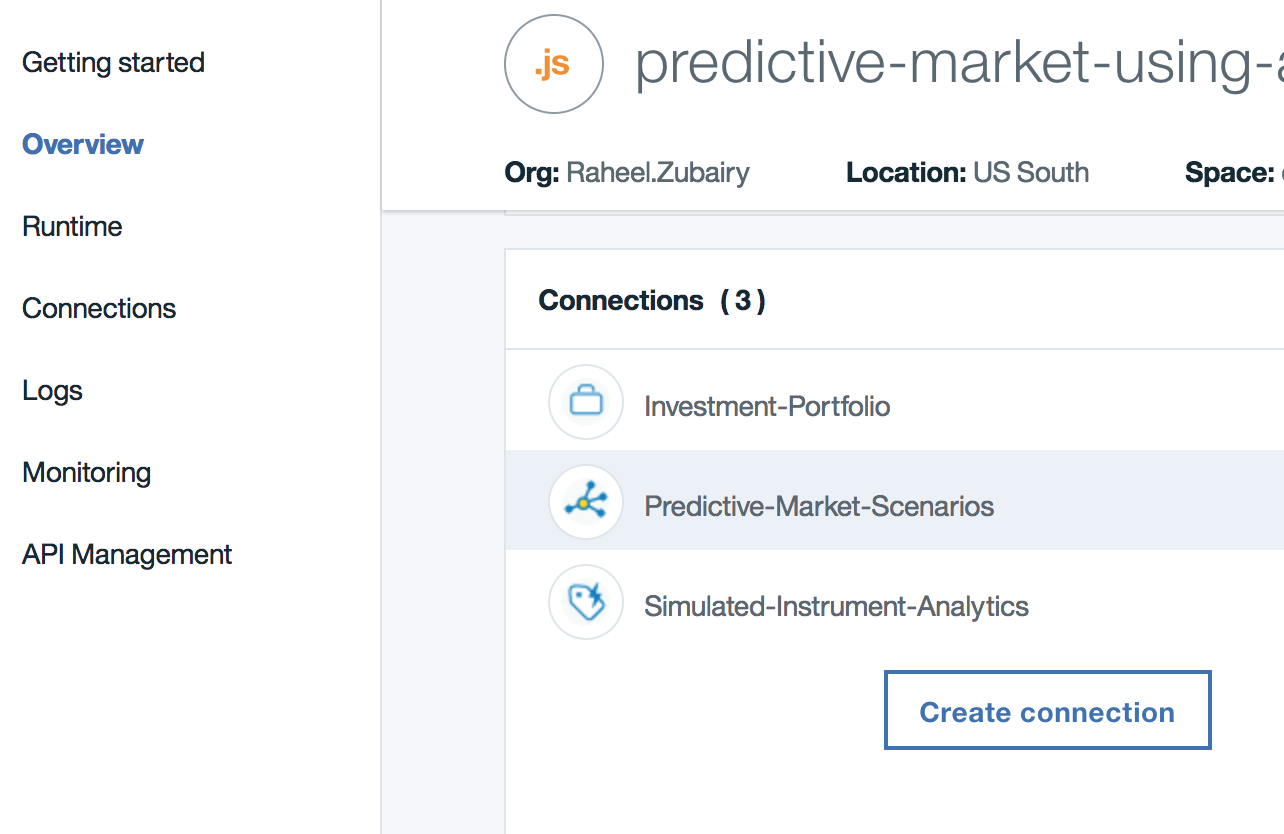 Getting started
Overview
Runtime
Connections
Logs
Monitoring
API Management
.js
predictive-market-using-
Org: Raheel.Zubairy Location: US South Space:
Connections (3)
Investment-Portfolio
Predictive-Market-Scenarios
Simulated-Instrument-Analytics
Create connection